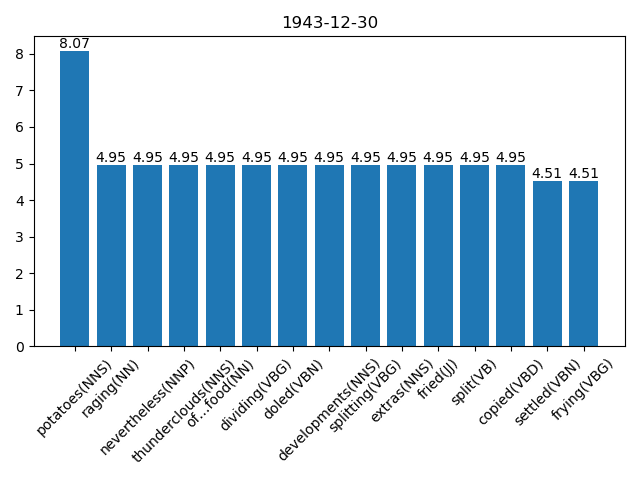 1943-12-30
8.07
4.95 4.95 4.95 4.95 4.95 4.95 4.95 4.95 4.95 4.95 4.95 4.95
4.51 4.51
8
7
6
5
4
3
2
1
0
potatoes(NNS)
raging(NN)
nevertheless(NNP)
thunderclouds(NNS)
of...food(NN)
dividing(VBG)
doled(VBN)
developments(NNS)
splitting(VBG)
extras(NNS)
fried(JJ)
split(VB)
copied(VBD)
settled(VBN)
frying(VBG)